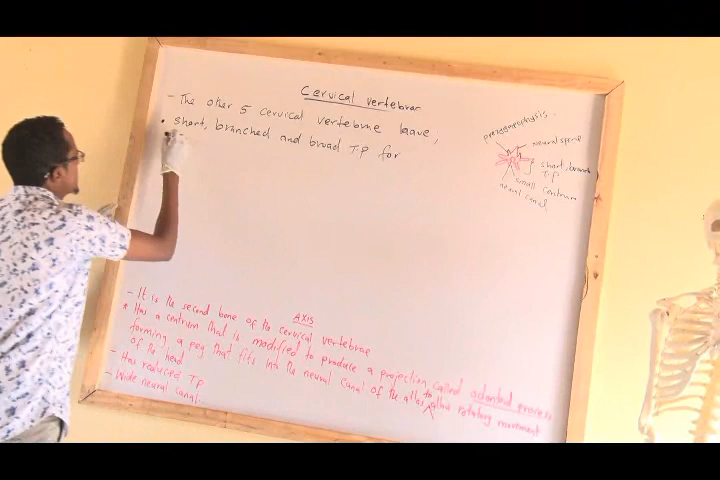 Cervical vertebrae
- The other 5 cervical vertebrae have,
• short, branched and broad T.P for
prezygapophysis.
neural spine
short, branched
T.P
small centrum
neural canal
AXIS
- It is the second bone of the cervical vertebrae
Has a centrum that is modified to produce a projection called odontoid process
forming a peg that fits into the neural canal of the atlas to allow rotatory movement
of the head
- Has reduced T.P
- Wide neural canal.